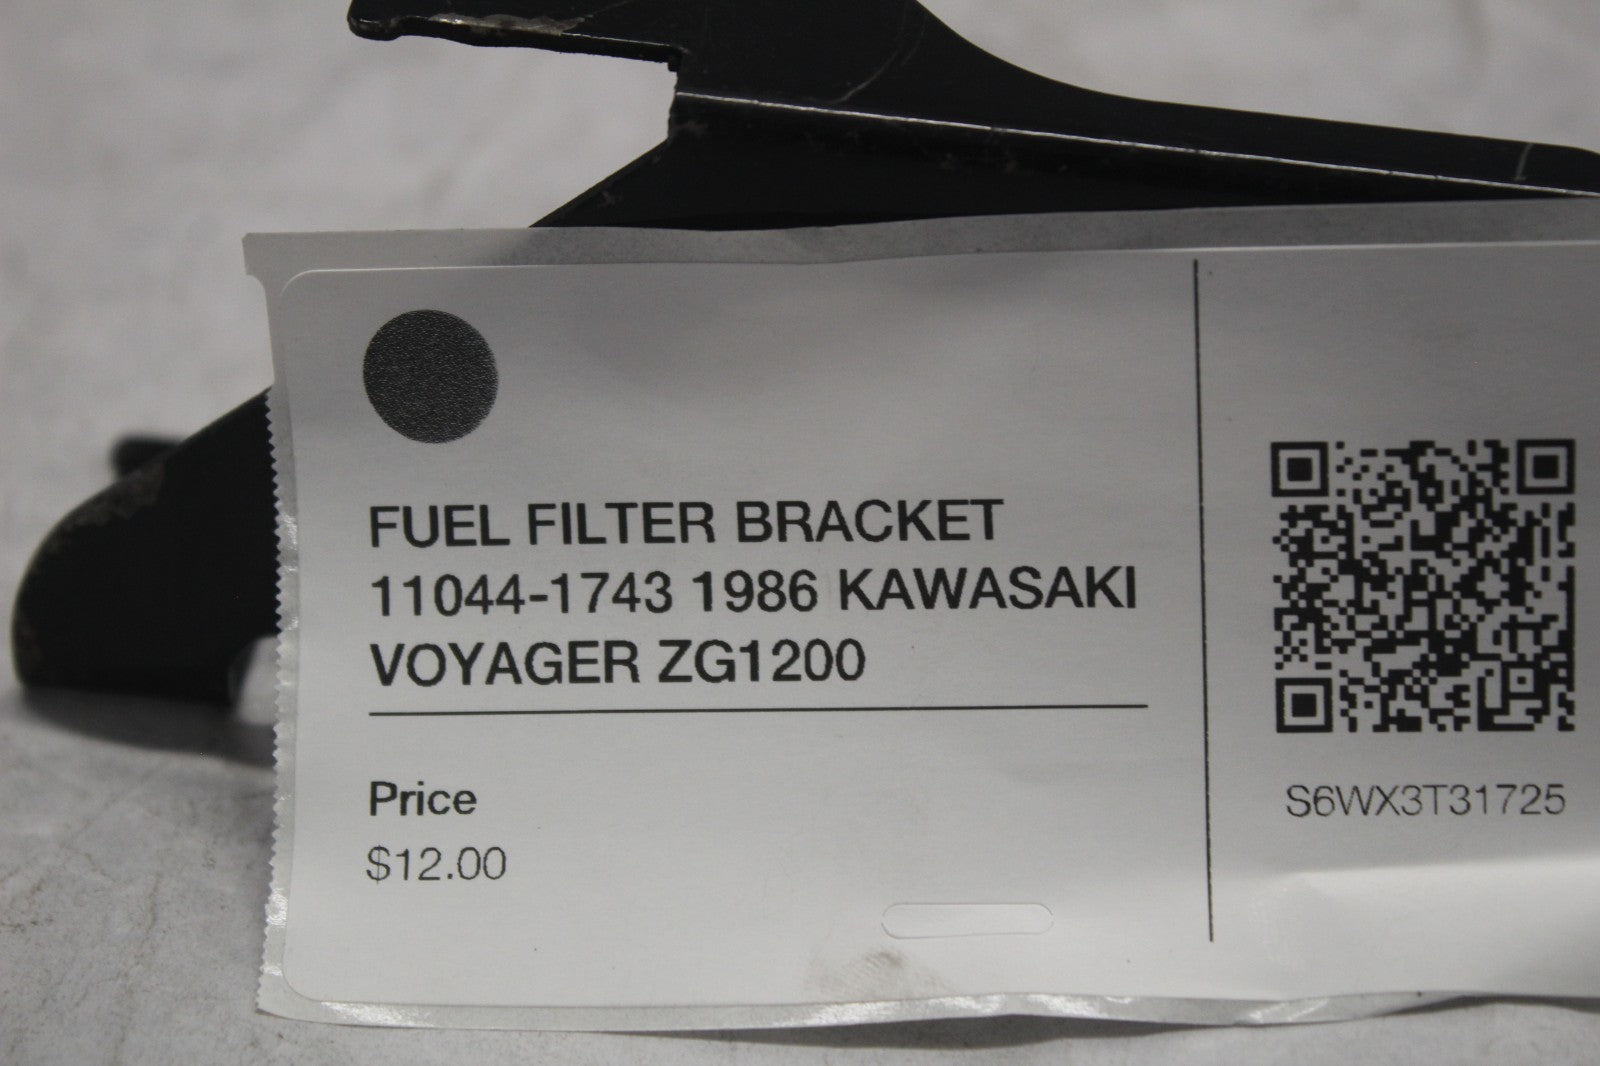 FUEL FILTER BRACKET
11044-1743 1986 KAWASAKI
VOYAGER ZG1200
Price
$12.00
S6WX3T31725